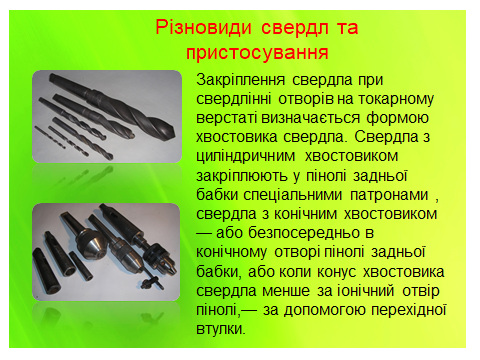 Різновиди свердл та
пристосування
Закріплення свердла при
свердлінні отворів на токарному
верстаті визначається формою
хвостовика свердла. Свердла з
циліндричним хвостовиком
закріплюють у пінолі задньої
бабки спеціальними патронами ,
свердла з конічним хвостовиком
— або безпосередньо в
конічному отворі пінолі задньої
бабки, або коли конус хвостовика
свердла менше за іонічний отвір
пінолі,— за допомогою перехідної
втулки.